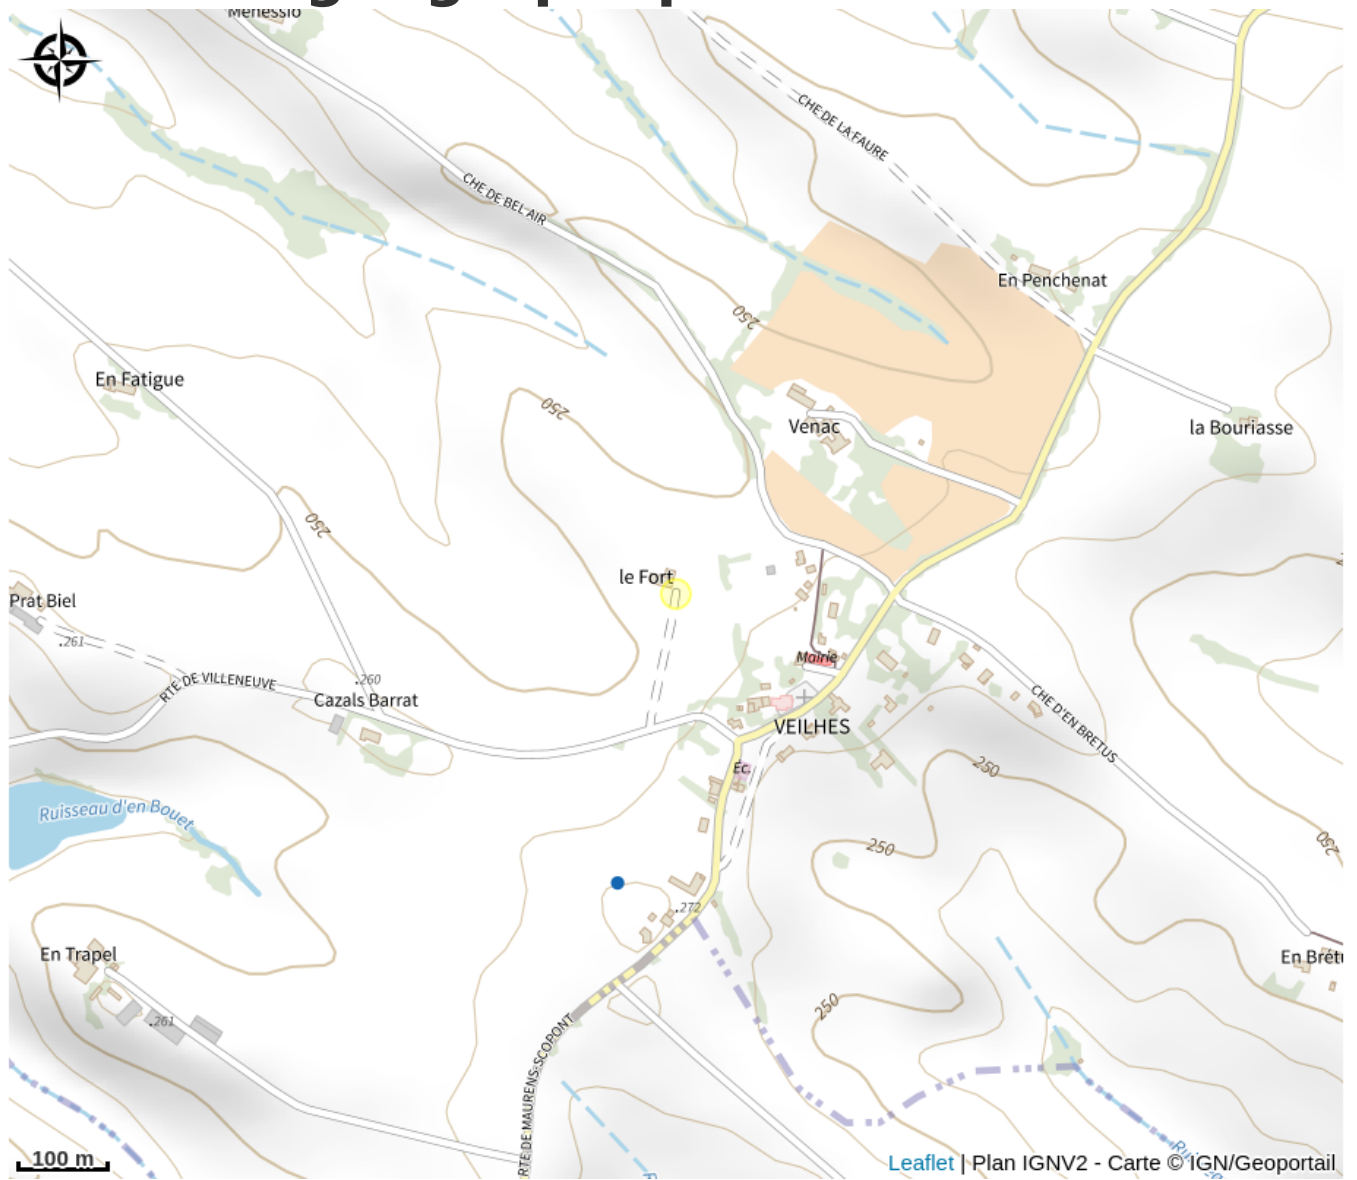 Menessio
CHE DE LA FAURE
CHE DE BEL AIR
En Penchenat
250
En Fatigue
250
Venac
la Bouriasse
250
le Fort
Prat Biel
.261
Mairie
.260
RTE DE VILLENEUVE
Cazals Barrat
CHE D'EN BRETUS
VEILHES
250
Éc.
Ruisseau d'en Bouet
250
250
.272
En Trapel
En Brétu
250
.261
RTE DE MAURENS-SCOPONT
100 m
Leaflet | Plan IGNV2 - Carte © IGN/Geoportail